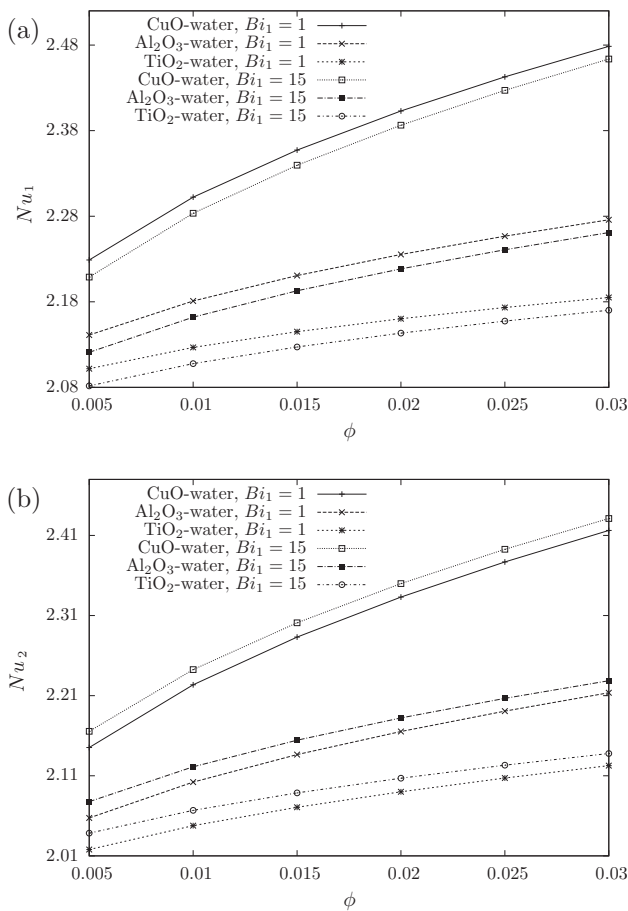 (a)
CuO-water, Bi₁ = 1
Al₂O₃-water, Bi₁ = 1
TiO₂-water, Bi₁ = 1
CuO-water, Bi₁ = 15
Al₂O₃-water, Bi₁ = 15
TiO₂-water, Bi₁ = 15
Nu₁
2.48
2.38
2.28
2.18
2.08
0.005 0.01 0.015 0.02 0.025 0.03
ϕ
(b)
CuO-water, Bi₁ = 1
Al₂O₃-water, Bi₁ = 1
TiO₂-water, Bi₁ = 1
CuO-water, Bi₁ = 15
Al₂O₃-water, Bi₁ = 15
TiO₂-water, Bi₁ = 15
Nu₂
2.41
2.31
2.21
2.11
2.01
0.005 0.01 0.015 0.02 0.025 0.03
ϕ